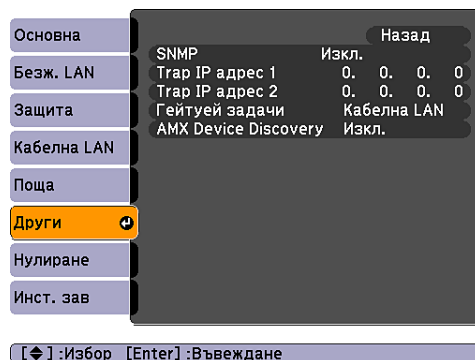 Основна
Безж. LAN
Защита
Кабелна LAN
Поща
Други
Нулиране
Инст. зав
Назад
SNMP Изкл.
Trap IP адрес 1 0. 0. 0. 0
Trap IP адрес 2 0. 0. 0. 0
Гейтуей задачи Кабелна LAN
AMX Device Discovery Изкл.
[◆] :Избор [Enter] :Въвеждане